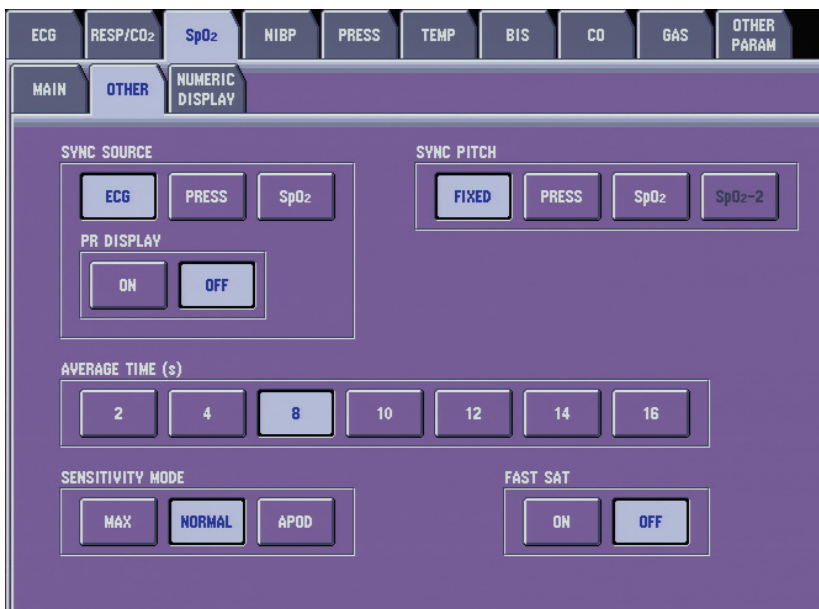 ECG RESP/CO₂ SpO₂ NIBP PRESS TEMP BIS CO GAS OTHER PARAM
MAIN OTHER NUMERIC DISPLAY
SYNC SOURCE SYNC PITCH
ECG PRESS SpO₂ FIXED PRESS SpO₂ SpO₂-2
PR DISPLAY
ON OFF
AVERAGE TIME (s)
2 4 8 10 12 14 16
SENSITIVITY MODE FAST SAT
MAX NORMAL APOD ON OFF